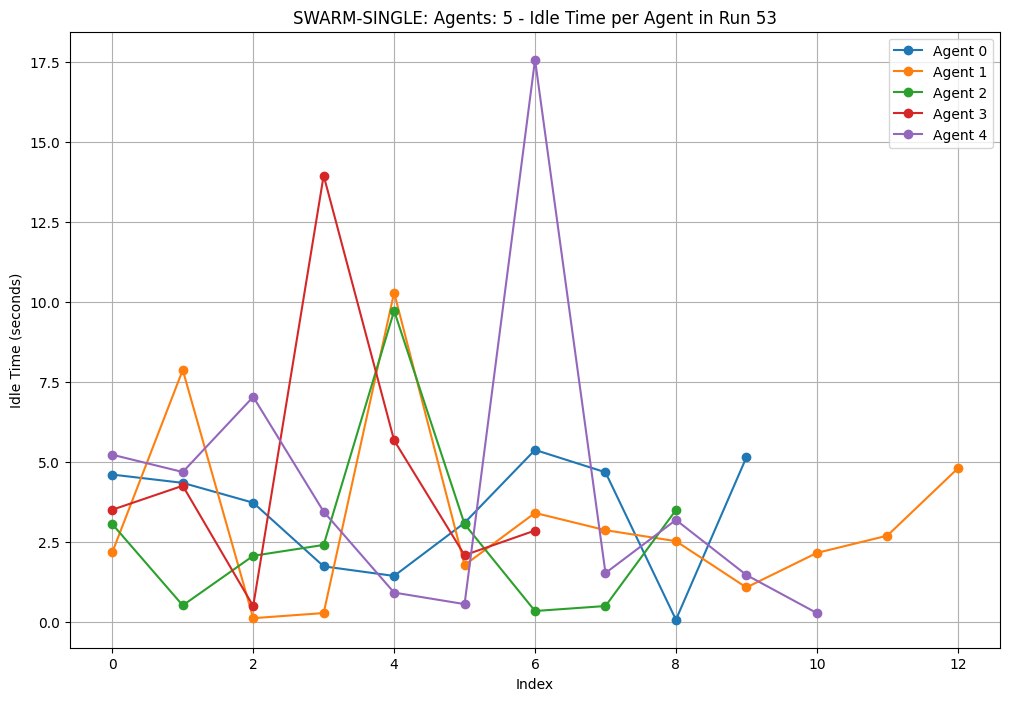 SWARM-SINGLE: Agents: 5 - Idle Time per Agent in Run 53
Agent 0
Agent 1
Agent 2
Agent 3
Agent 4
Idle Time (seconds)
17.5
15.0
12.5
10.0
7.5
5.0
2.5
0.0
0 2 4 6 8 10 12
Index